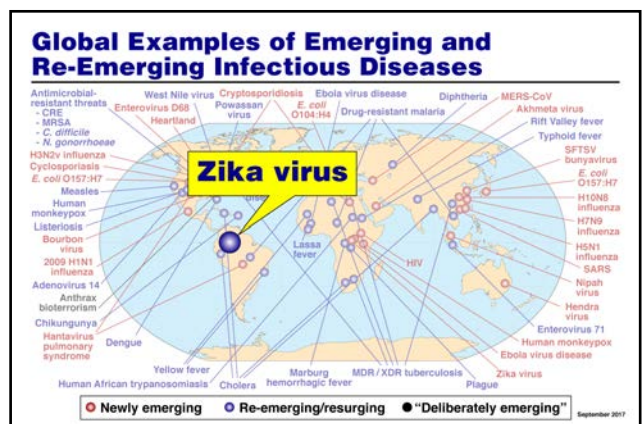 Global Examples of Emerging and
Re-Emerging Infectious Diseases
Antimicrobial-
resistant threats
- CRE
- MRSA
- C. difficile
- N. gonorrhoeae
H3N2v influenza
Cyclosporiasis
E. coli O157:H7
Measles
Human
monkeypox
Listeriosis
Bourbon
virus
2009 H1N1
influenza
Adenovirus 14
Anthrax
bioterrorism
Chikungunya
Hantavirus
pulmonary
syndrome
Enterovirus D68
Heartland
West Nile virus
Powassan
virus
Cryptosporidiosis
E. coli
O104:H4
Ebola virus disease
Drug-resistant malaria
Diphtheria
MERS-CoV
Akhmeta virus
Rift Valley fever
Typhoid fever
SFTSV
bunyavirus
E. coli
O157:H7
H10N8
influenza
H7N9
influenza
H5N1
influenza
SARS
Nipah
virus
Hendra
virus
Enterovirus 71
Human monkeypox
Ebola virus disease
Zika virus
Plague
Zika virus
Lassa
fever
HIV
Dengue
Yellow fever
Human African trypanosomiasis
Cholera
Marburg
hemorrhagic fever
MDR / XDR tuberculosis
Newly emerging
Re-emerging/resurging
"Deliberately emerging"
September 2017